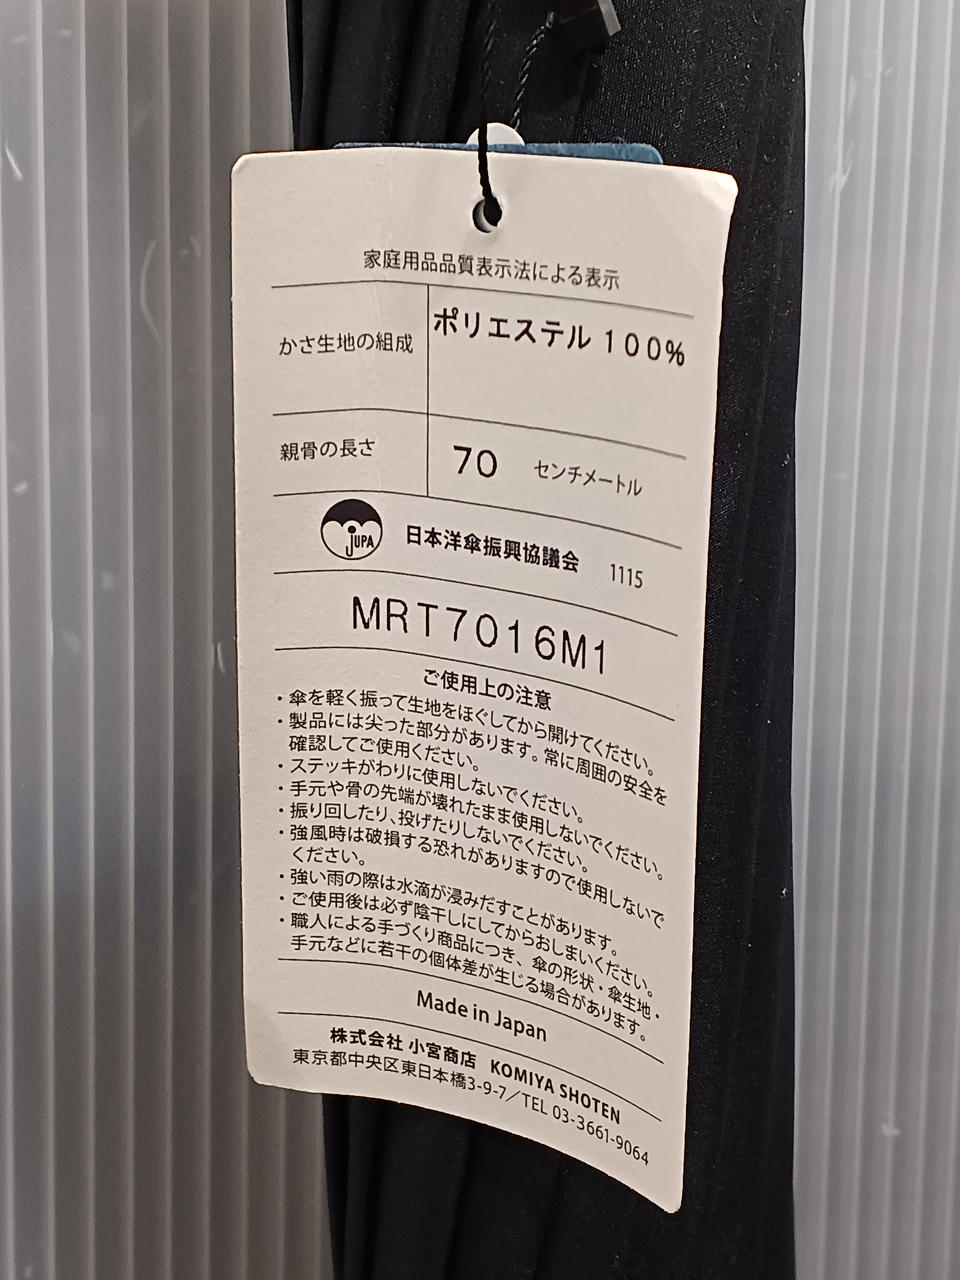 家庭用品品質表示法による表示
かさ生地の組成 ポリエステル 100%
親骨の長さ 70 センチメートル
JUPA 日本洋傘振興協議会 1115
MRT7016M1
ご使用上の注意
・傘を軽く振って生地をほぐしてから開けてください。
・製品には尖った部分があります。常に周囲の安全を
確認してご使用ください。
・ステッキがわりに使用しないでください。
・手元や骨の先端が壊れたまま使用しないでください。
・振り回したり、投げたりしないでください。
・強風時は破損する恐れがありますので使用しないで
ください。
・強い雨の際は水滴が浸みだすことがあります。
・ご使用後は必ず陰干しにしてからおしまいください。
・職人による手づくり商品につき、傘の形状・傘生地・
手元などに若干の個体差が生じる場合があります。
Made in Japan
株式会社 小宮商店 KOMIYA SHOTEN
東京都中央区東日本橋3-9-7／TEL 03-3661-9064